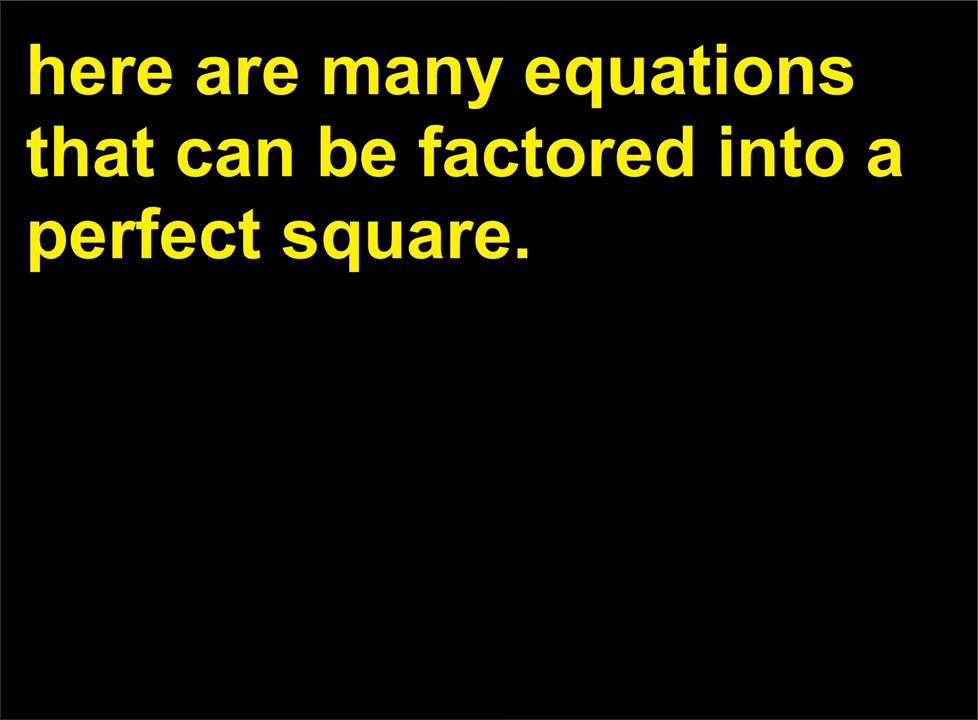 here are many equations
that can be factored into a
perfect square.